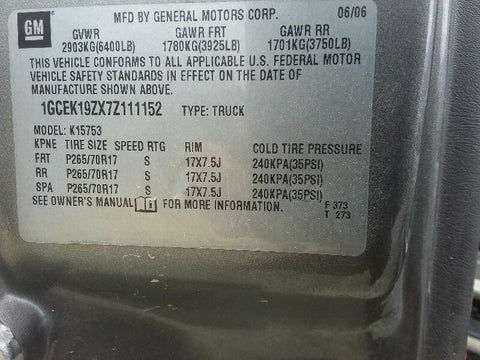 GM
MFD BY GENERAL MOTORS CORP. 06/06
GVWR GAWR FRT GAWR RR
2903KG(6400LB) 1780KG(3925LB) 1701KG(3750LB)
THIS VEHICLE CONFORMS TO ALL APPLICABLE U.S. FEDERAL MOTOR
VEHICLE SAFETY STANDARDS IN EFFECT ON THE DATE OF
MANUFACTURE SHOWN ABOVE.
1GCEK19ZX7Z111152 TYPE: TRUCK
MODEL: K15753
KPNE TIRE SIZE SPEED RTG RIM COLD TIRE PRESSURE
FRT P265/70R17 S 17X7.5J 240KPA(35PSI)
RR P265/70R17 S 17X7.5J 240KPA(35PSI)
SPA P265/70R17 S 17X7.5J 240KPA(35PSI)
SEE OWNER'S MANUAL FOR MORE INFORMATION. F 373
T 273